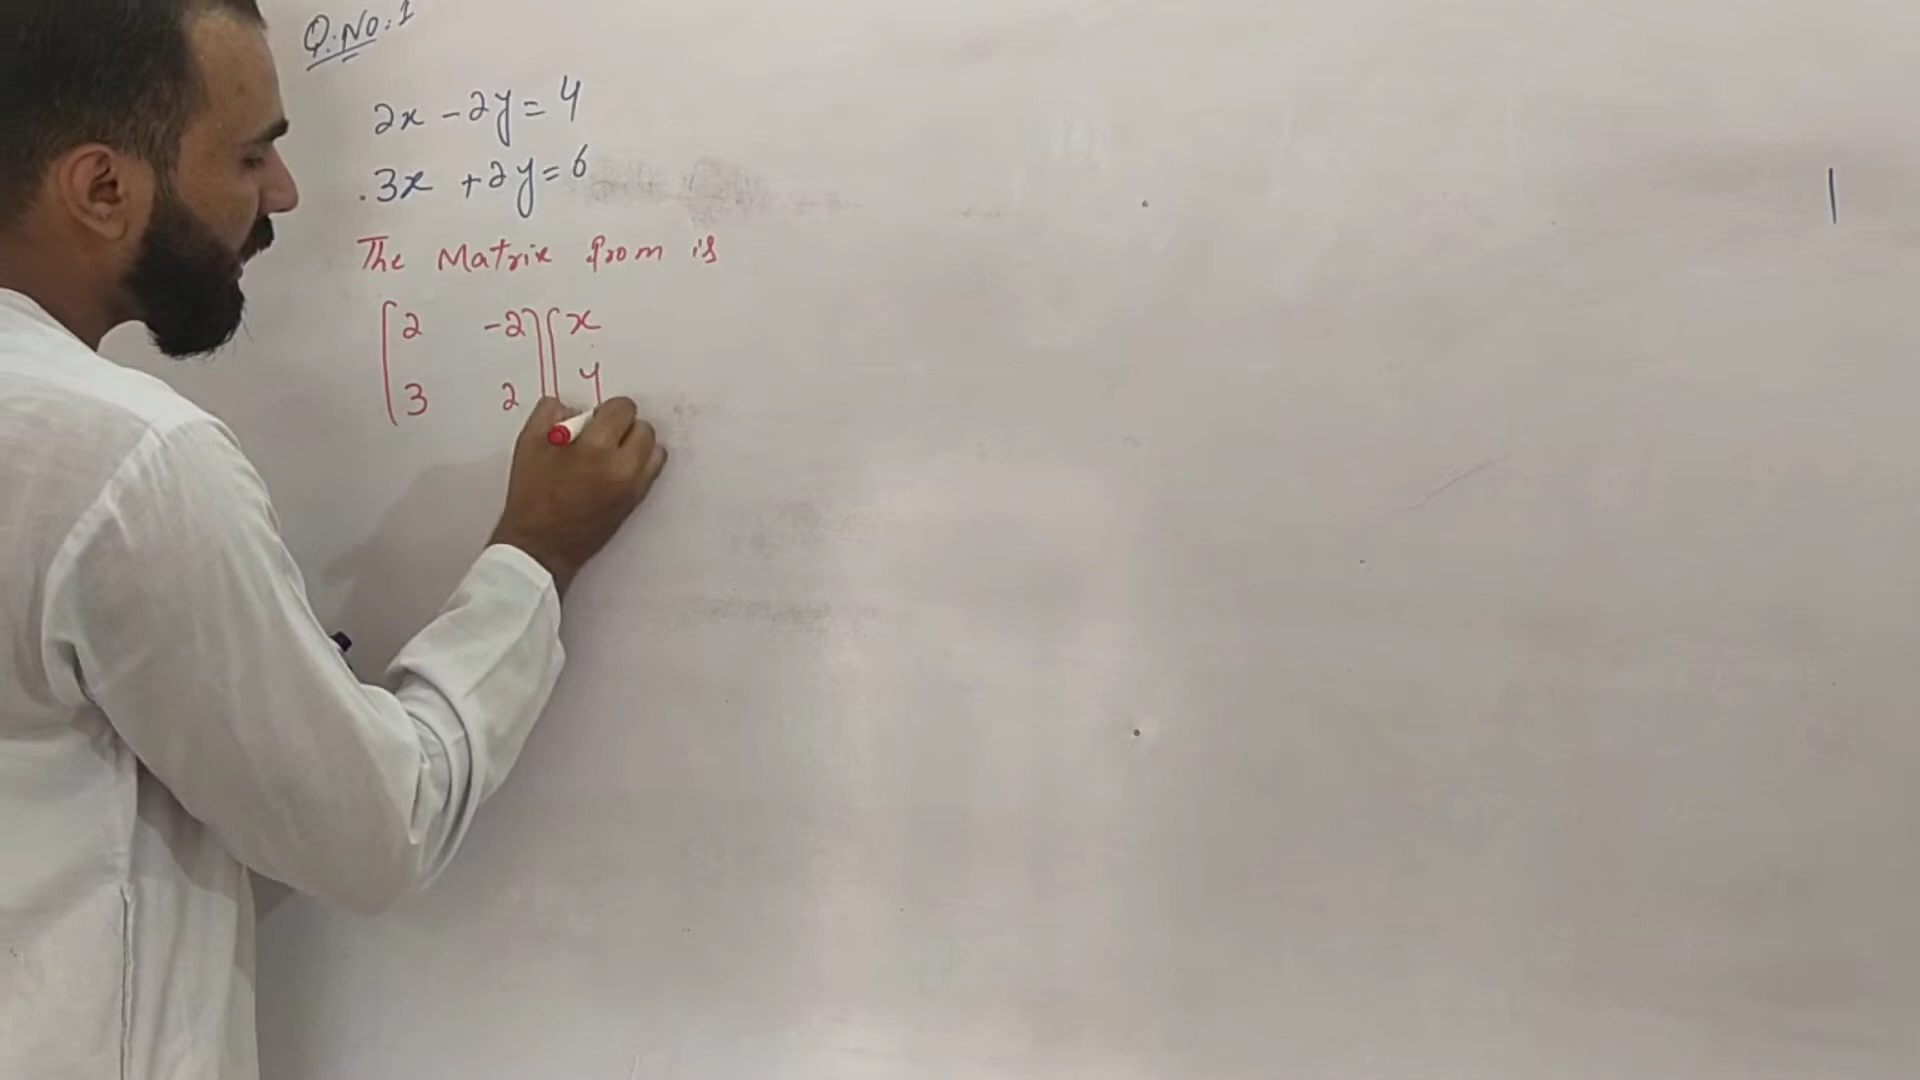 Q.No:1
2x - 2y = 4
.3x + 2y = 6
The Matrix from is
[2 -2] [x
3 2 y